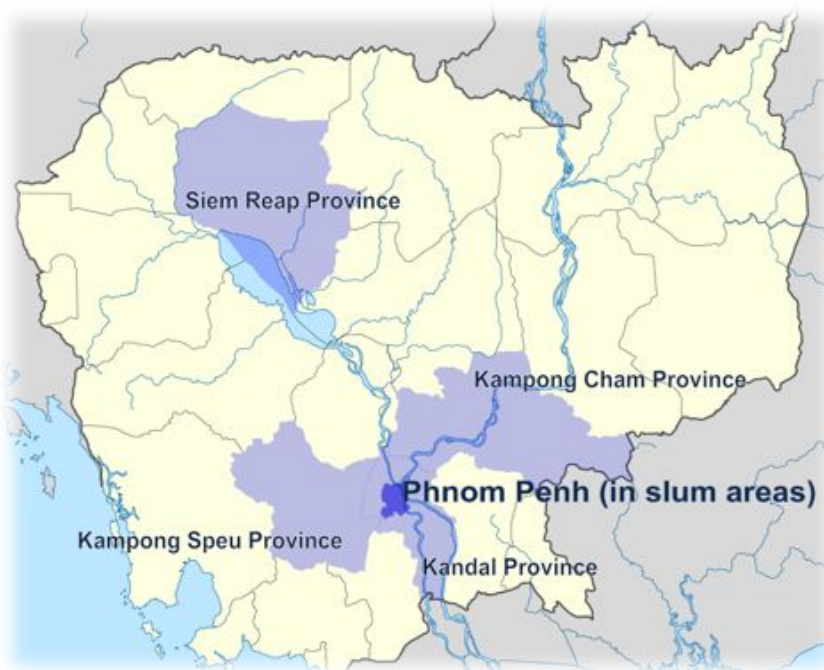 Siem Reap Province
Kampong Cham Province
Phnom Penh (in slum areas)
Kampong Speu Province
Kandal Province